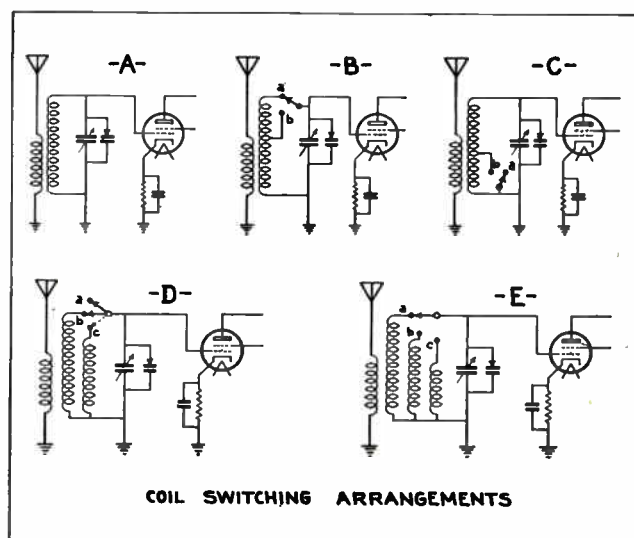 -A-
-B-
-C-
a
b
b
a
-D-
-E-
a
b
c
a
b
c
COIL SWITCHING ARRANGEMENTS